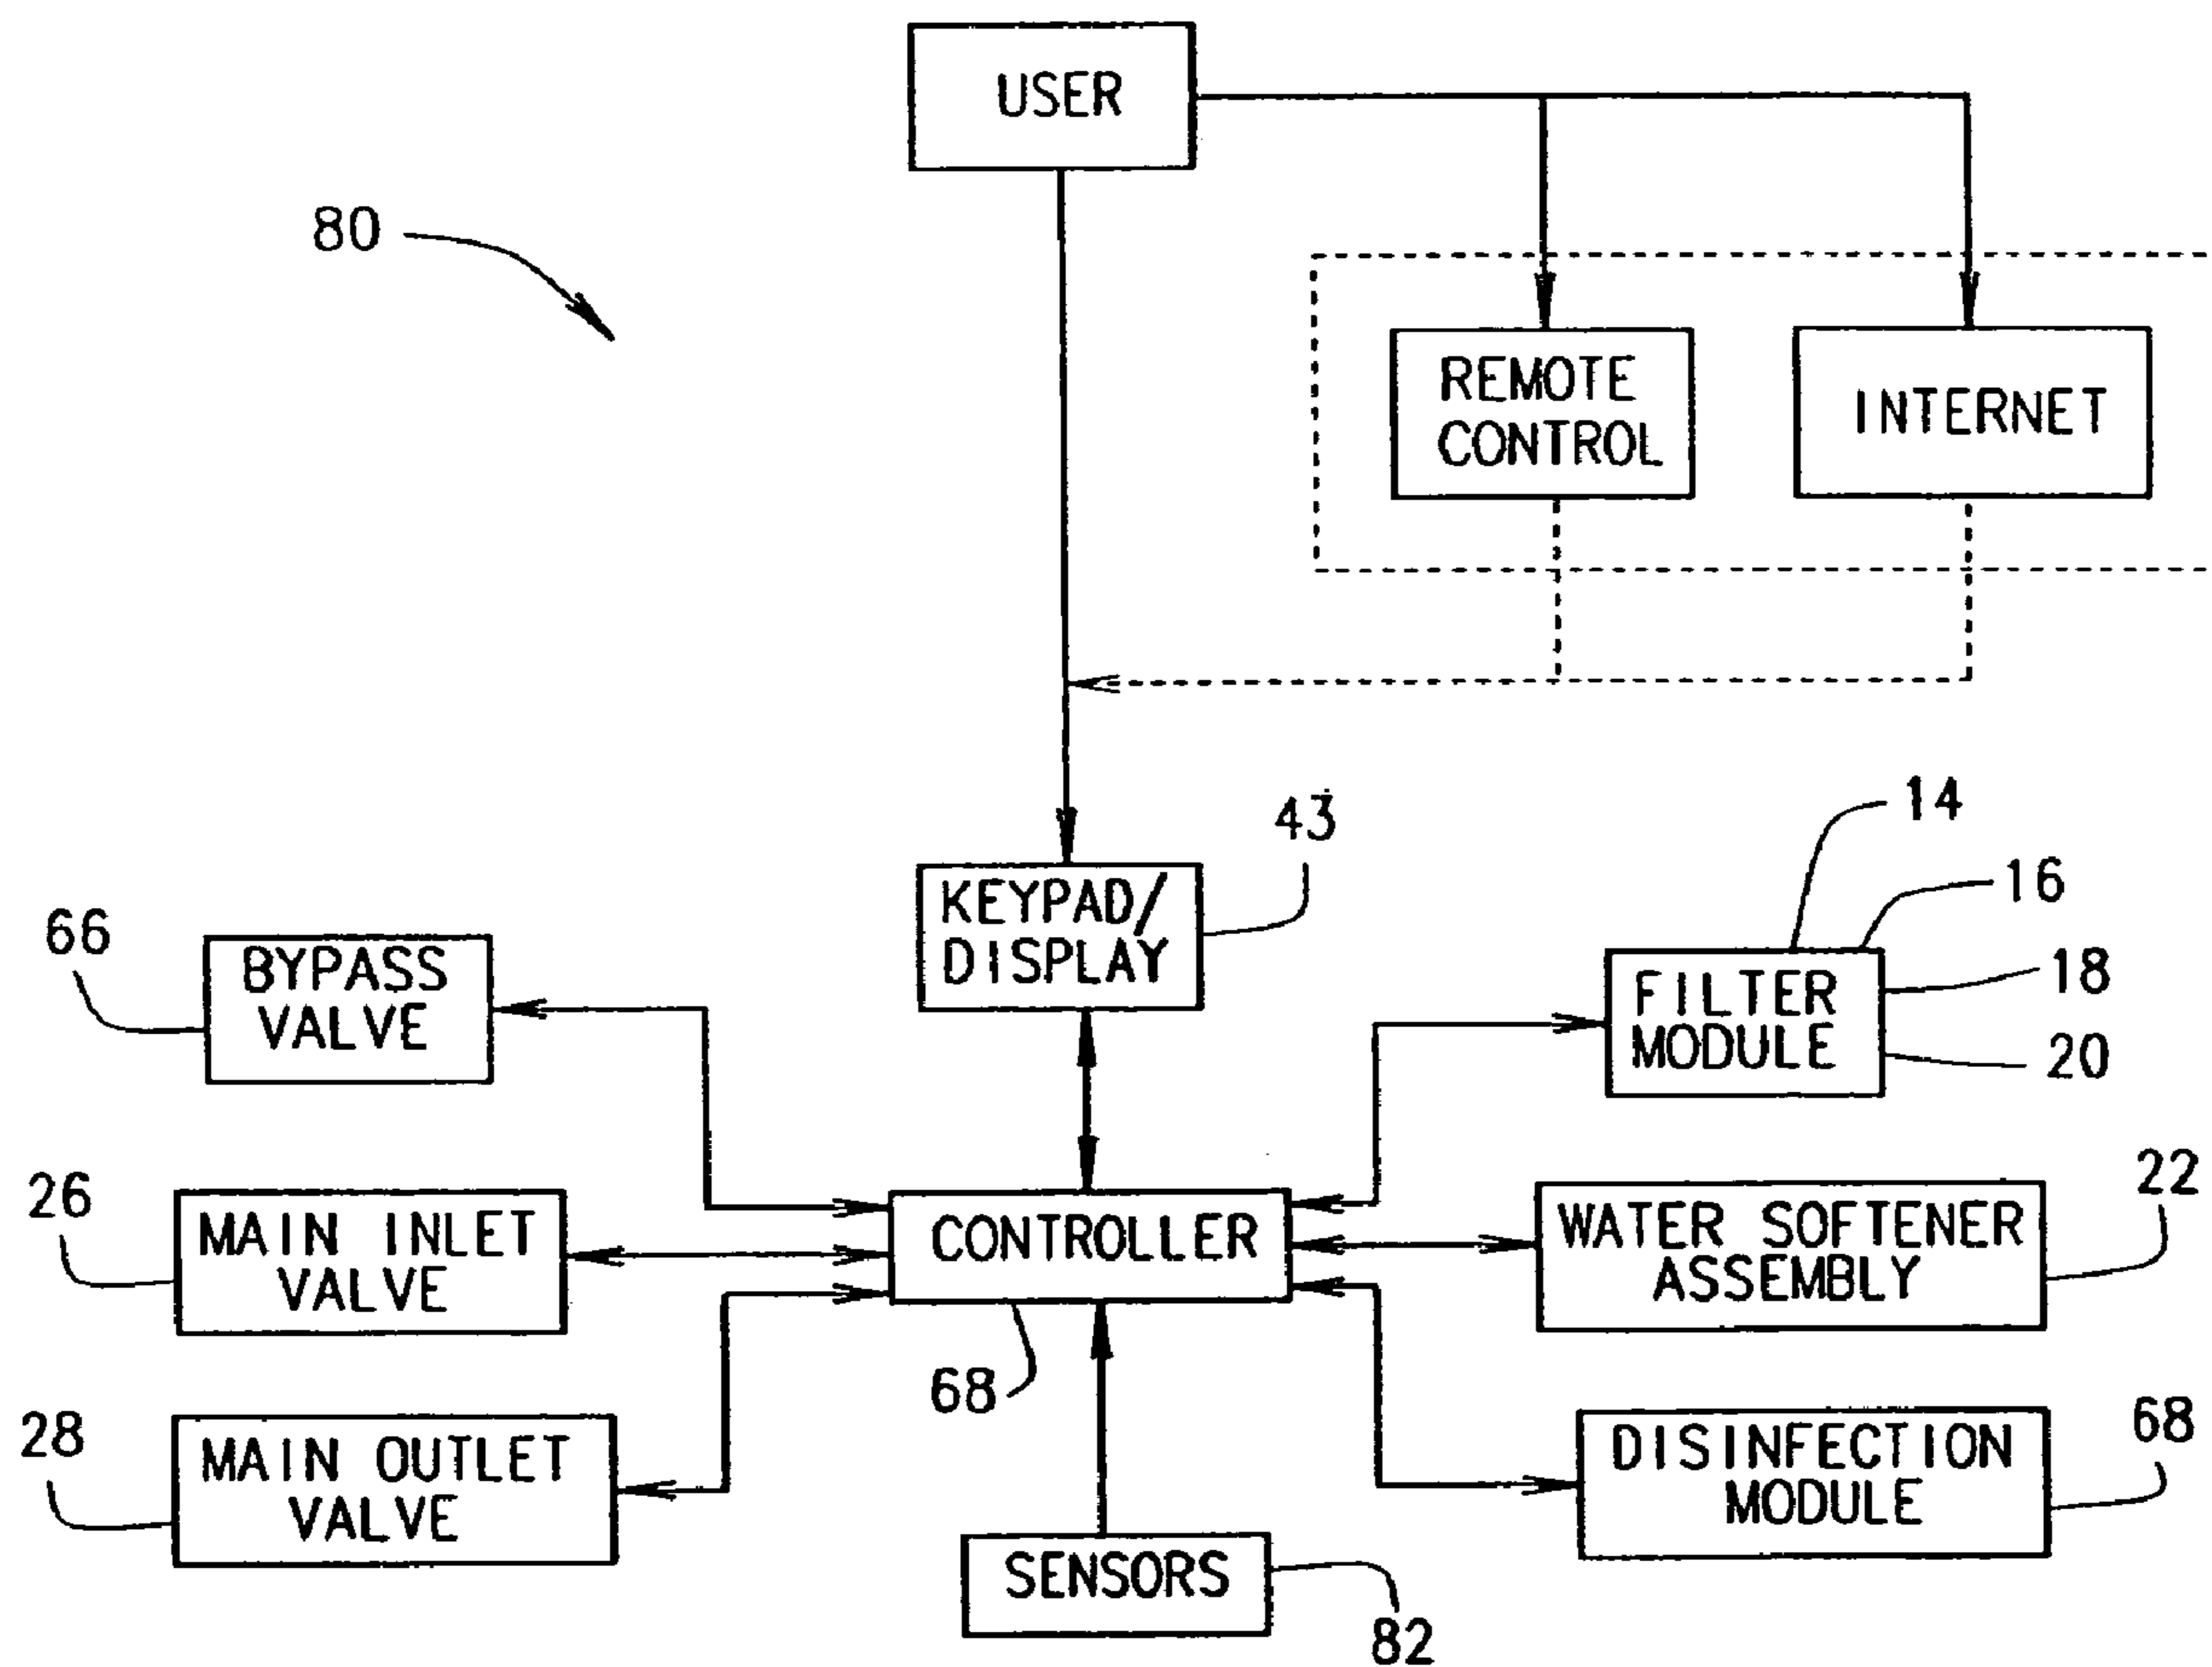 USER
80
REMOTE
CONTROL
INTERNET
43
14
16
KEYPAD/
DISPLAY
66
BYPASS
VALVE
FILTER
MODULE
18
20
26
MAIN INLET
VALVE
CONTROLLER
68
WATER SOFTENER
ASSEMBLY
22
28
MAIN OUTLET
VALVE
SENSORS
82
DISINFECTION
MODULE
68